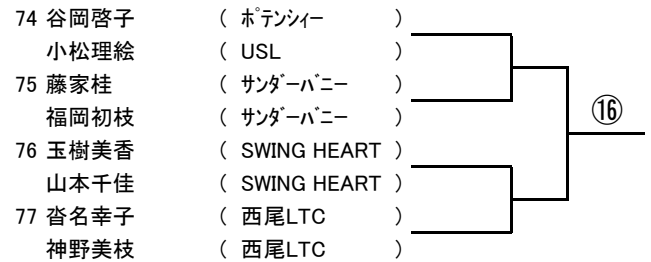 74 谷岡啓子 ( ﾎﾟﾃﾝｼｨｰ )
小松理絵 ( USL )
75 藤家桂 ( ｻﾝﾀﾞｰﾊﾞﾆｰ )
福岡初枝 ( ｻﾝﾀﾞｰﾊﾞﾆｰ )
⑯
76 玉樹美香 ( SWING HEART )
山本千佳 ( SWING HEART )
77 沓名幸子 ( 西尾LTC )
神野美枝 ( 西尾LTC )